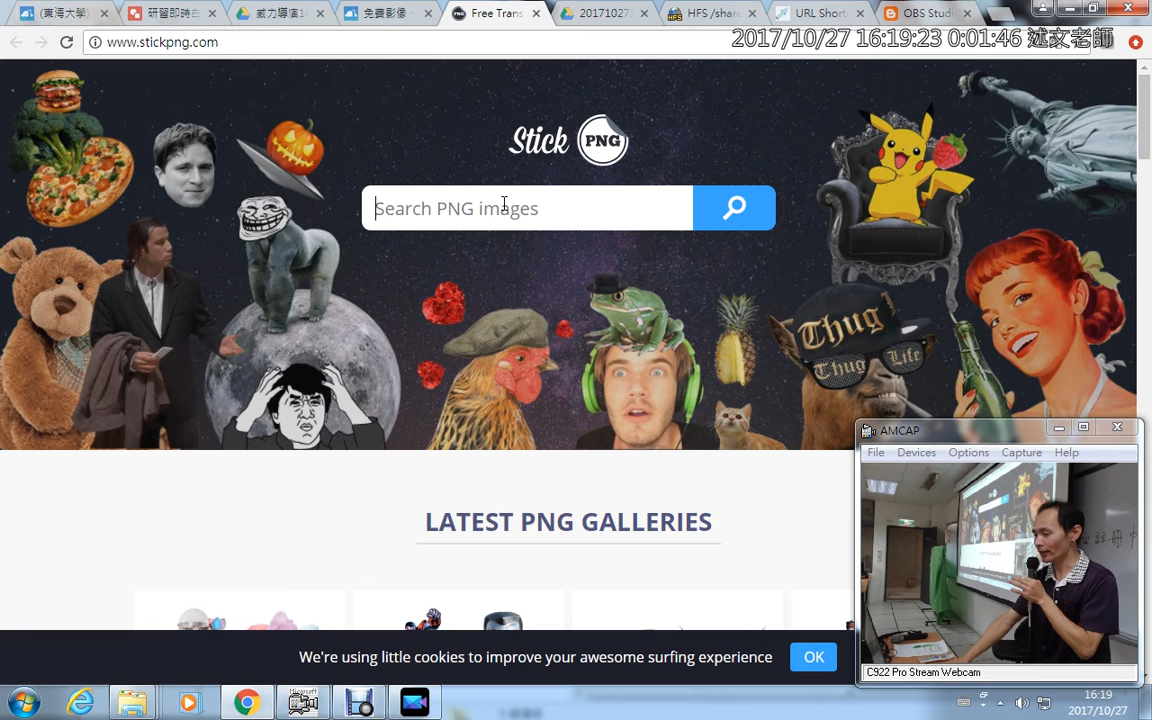 (東海大學)
研習即時告
威力導演1
免費影像
Free Trans
20171027
HFS /share
URL Short
OBS Studi
www.stickpng.com
2017/10/27 16:19:23 0:01:46 述文老師
Stick PNG
Search PNG images
Thug
Thug Life
AMCAP
File Devices Options Capture Help
LATEST PNG GALLERIES
We're using little cookies to improve your awesome surfing experience
OK
C922 Pro Stream Webcam
16:19
2017/10/27